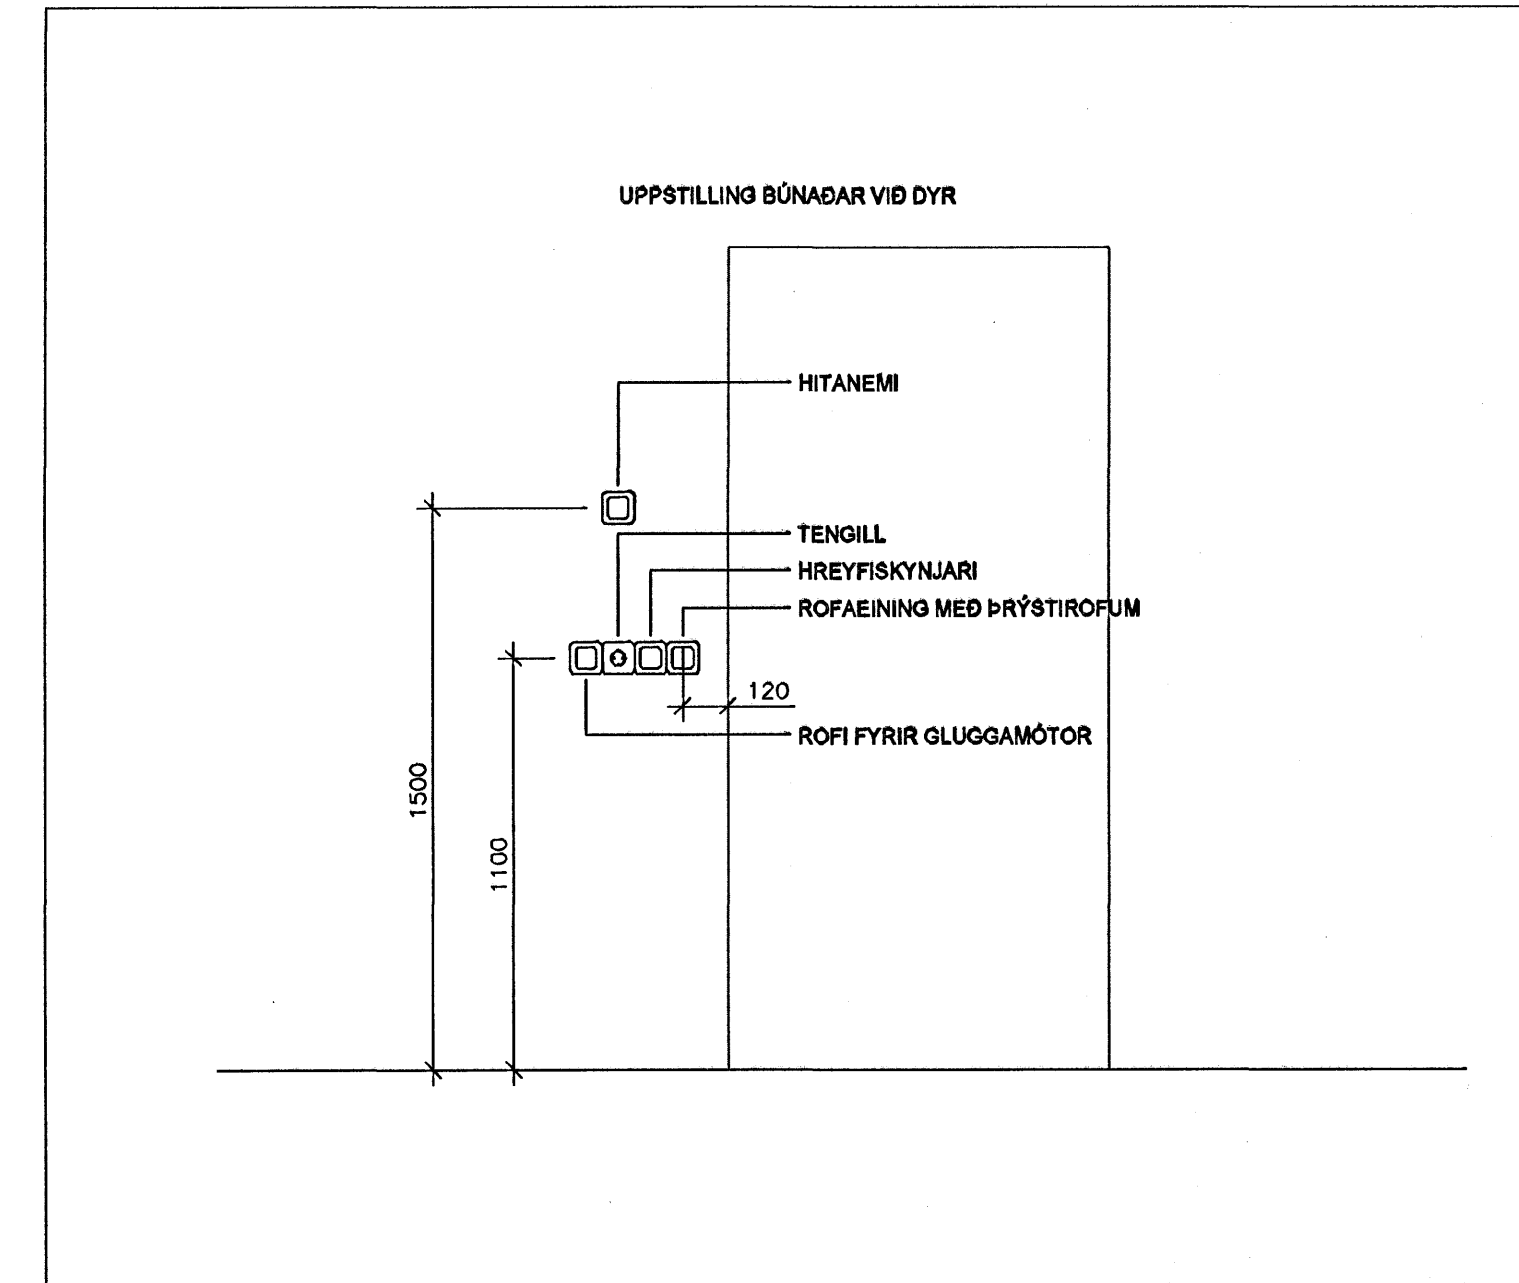 UPPSTILLING BÚNAÐAR VIÐ DYR
HITANEMI
TENGILL
HREYFISKYNJARI
ROFAEINING MEÐ ÞRÝSTIROFUM
120
ROFI FYRIR GLUGGAMÓTOR
1500
1100